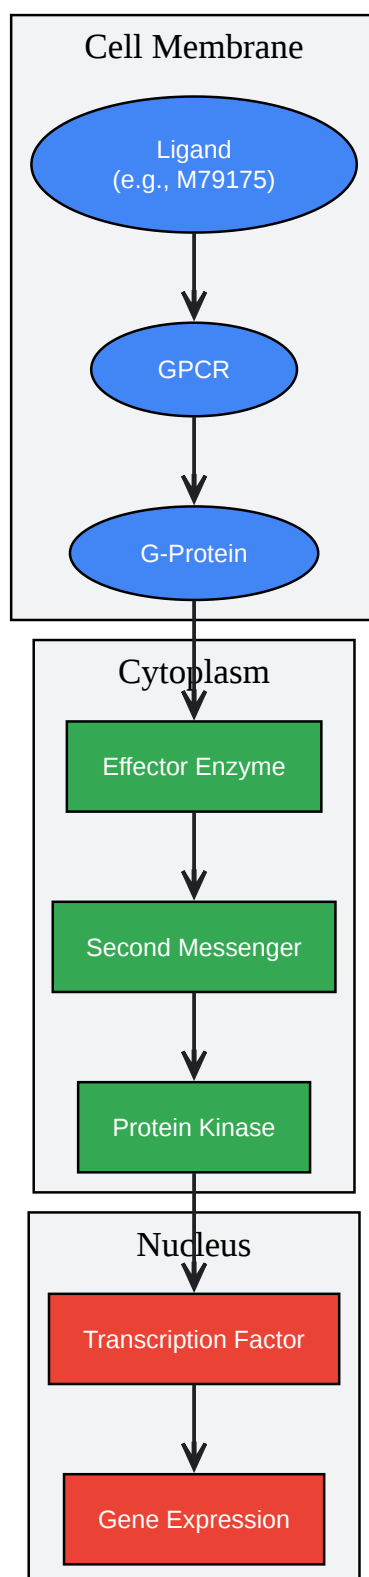 Cell Membrane
Ligand
(e.g., M79175)
GPCR
G-Protein
Cytoplasm
Effector Enzyme
Second Messenger
Protein Kinase
Nucleus
Transcription Factor
Gene Expression